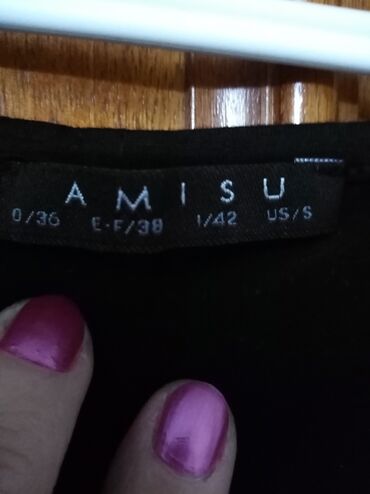 AMISU
D/36 E-F/38 I/42 US/S